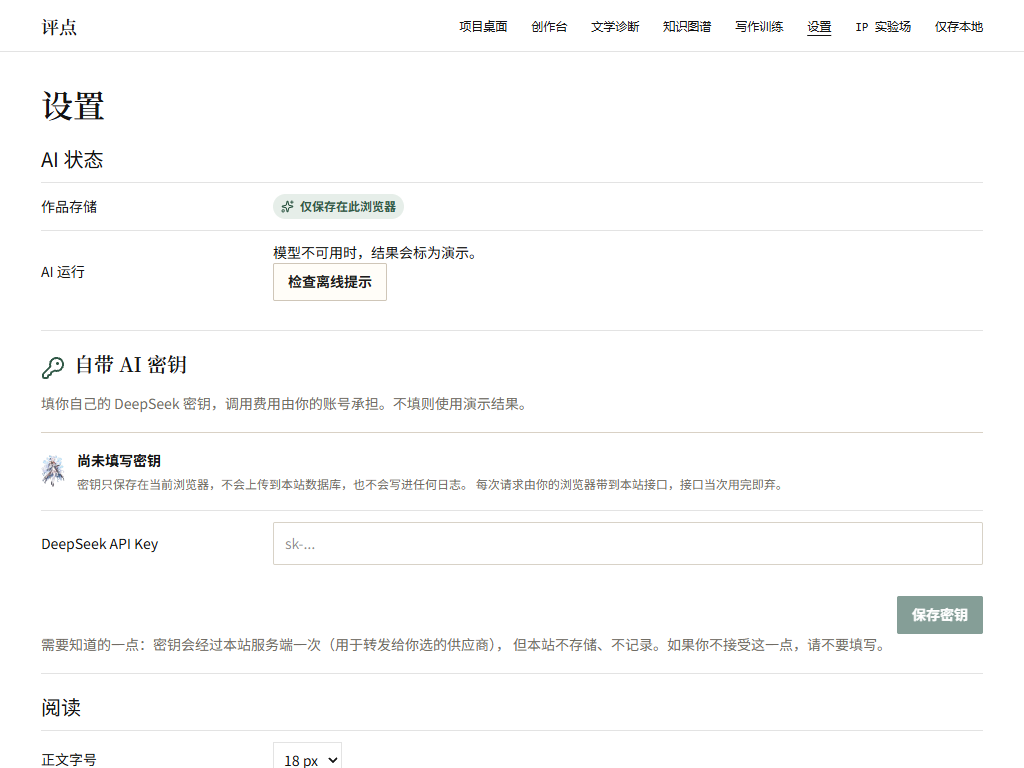 评点
项目桌面 创作台 文学诊断 知识图谱 写作训练 设置 IP 实验场 仅存本地
设置
AI 状态
作品存储
仅保存在此浏览器
AI 运行
模型不可用时，结果会标为演示。
检查离线提示
自带 AI 密钥
填你自己的 DeepSeek 密钥，调用费用由你的账号承担。不填则使用演示结果。
尚未填写密钥
密钥只保存在当前浏览器，不会上传到本站数据库，也不会写进任何日志。 每次请求由你的浏览器带到本站接口，接口当次用完即弃。
DeepSeek API Key
sk-...
保存密钥
需要知道的一点：密钥会经过本站服务端一次（用于转发给你选的供应商）， 但本站不存储、不记录。如果你不接受这一点，请不要填写。
阅读
正文字号
18 px